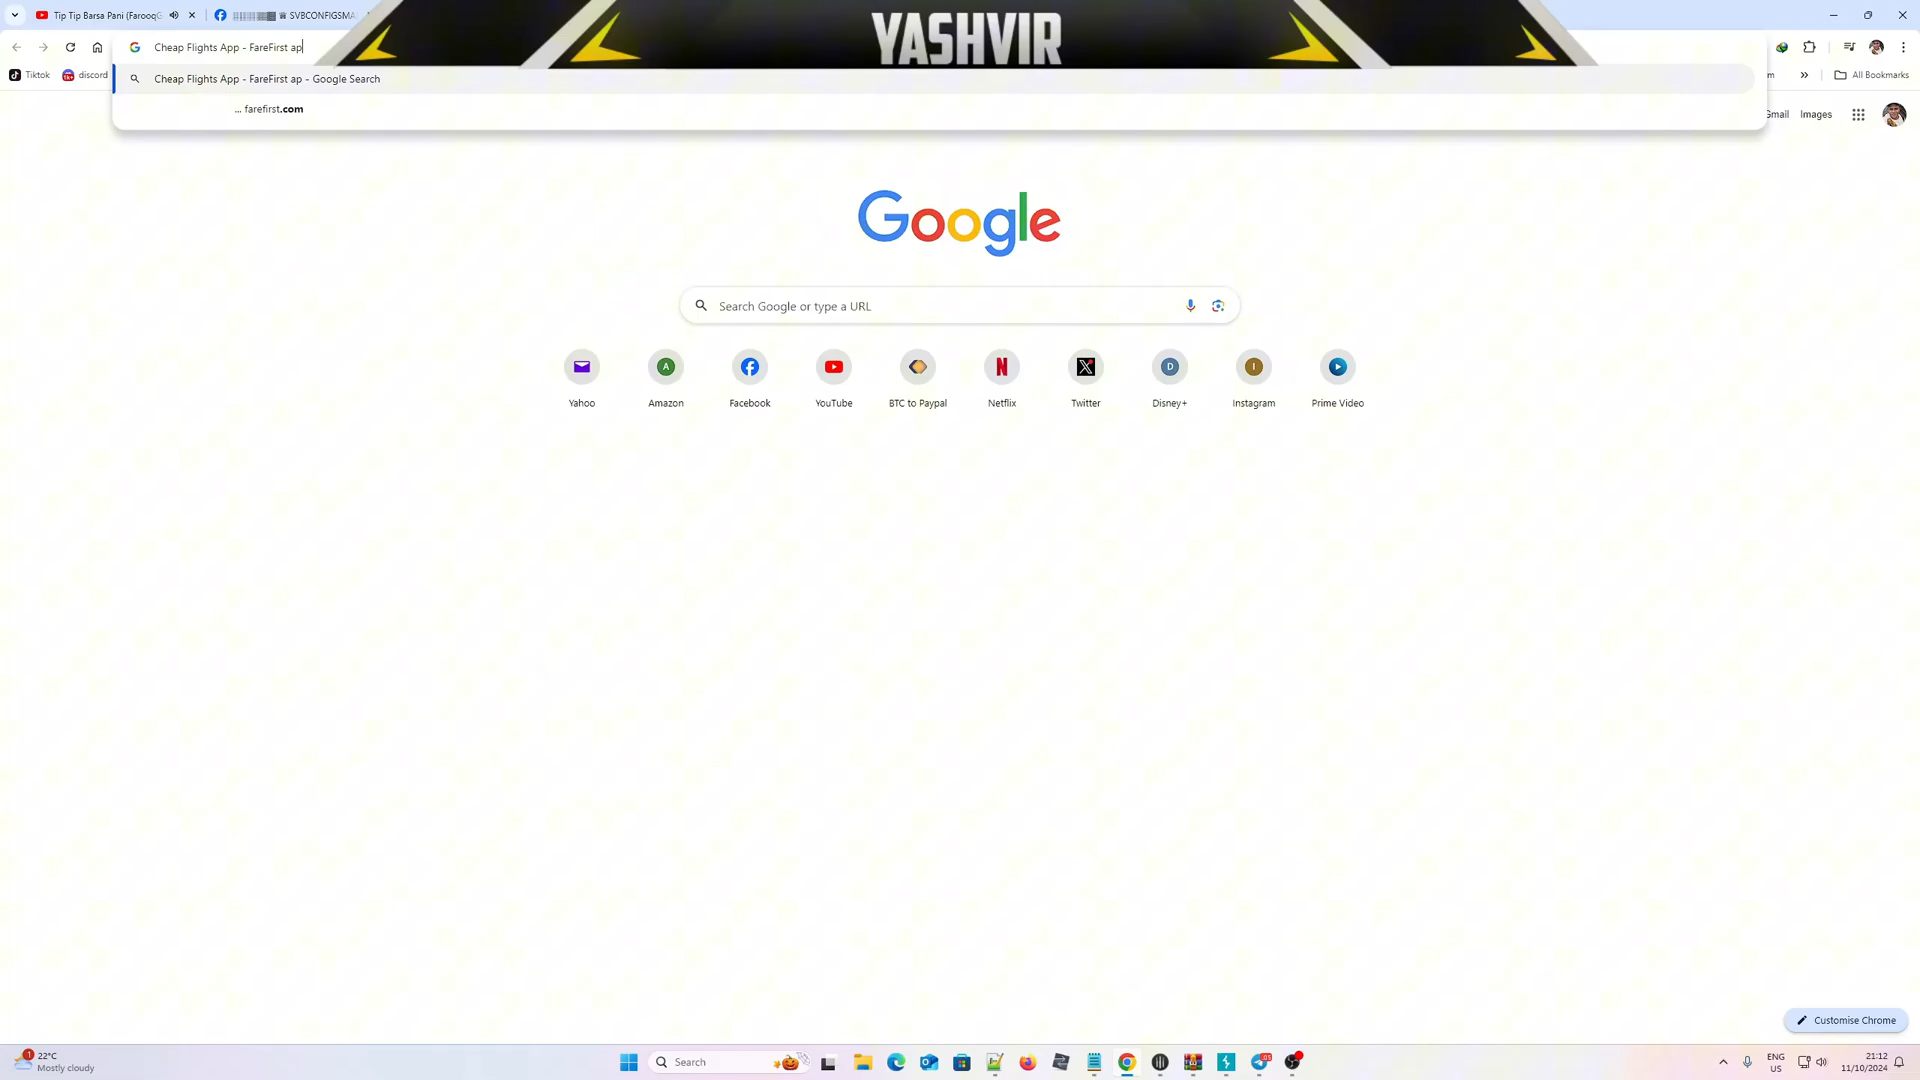 Tip Tip Barsa Pani (FarooqG
SVBCONFIGSMA
YASHVIR
Cheap Flights App - FareFirst ap
Cheap Flights App - FareFirst ap - Google Search
... farefirst.com
Tiktok
discord
All Bookmarks
Gmail
Images
Google
Search Google or type a URL
A
D
I
Yahoo
Amazon
Facebook
YouTube
BTC to Paypal
Netflix
Twitter
Disney+
Instagram
Prime Video
Customise Chrome
1
22°C
Mostly cloudy
Search
ENG
US
21:12
11/10/2024